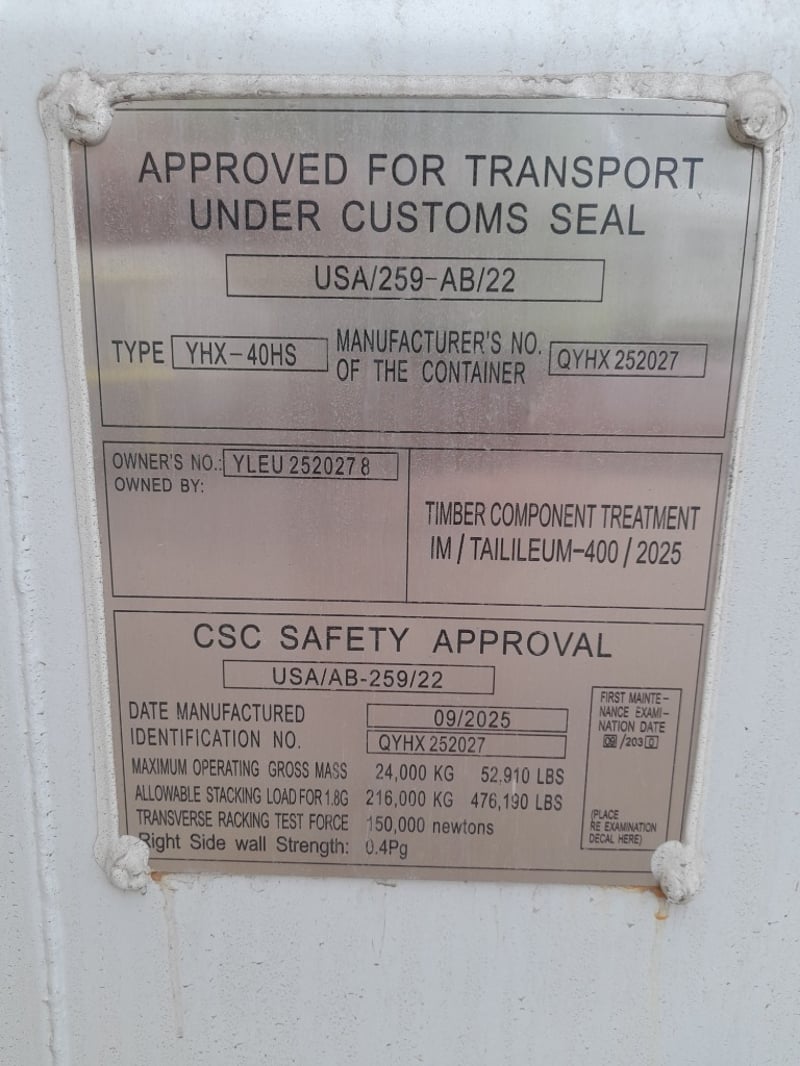 APPROVED FOR TRANSPORT
UNDER CUSTOMS SEAL
USA/259-AB/22
TYPE YHX-40HS
MANUFACTURER'S NO.
OF THE CONTAINER
QYHX 252027
OWNER'S NO.: YLEU 252027 8
OWNED BY:
TIMBER COMPONENT TREATMENT
IM / TAILILEUM-400 / 2025
CSC SAFETY APPROVAL
USA/AB-259/22
DATE MANUFACTURED 09/2025
IDENTIFICATION NO. QYHX 252027
MAXIMUM OPERATING GROSS MASS 24,000 KG 52,910 LBS
ALLOWABLE STACKING LOAD FOR 1.8G 216,000 KG 476,190 LBS
TRANSVERSE RACKING TEST FORCE 150,000 newtons
Right Side wall Strength: 0.4Pg
FIRST MAINTE-
NANCE EXAMI-
NATION DATE
09 /203 0
(PLACE
RE EXAMINATION
DECAL HERE)